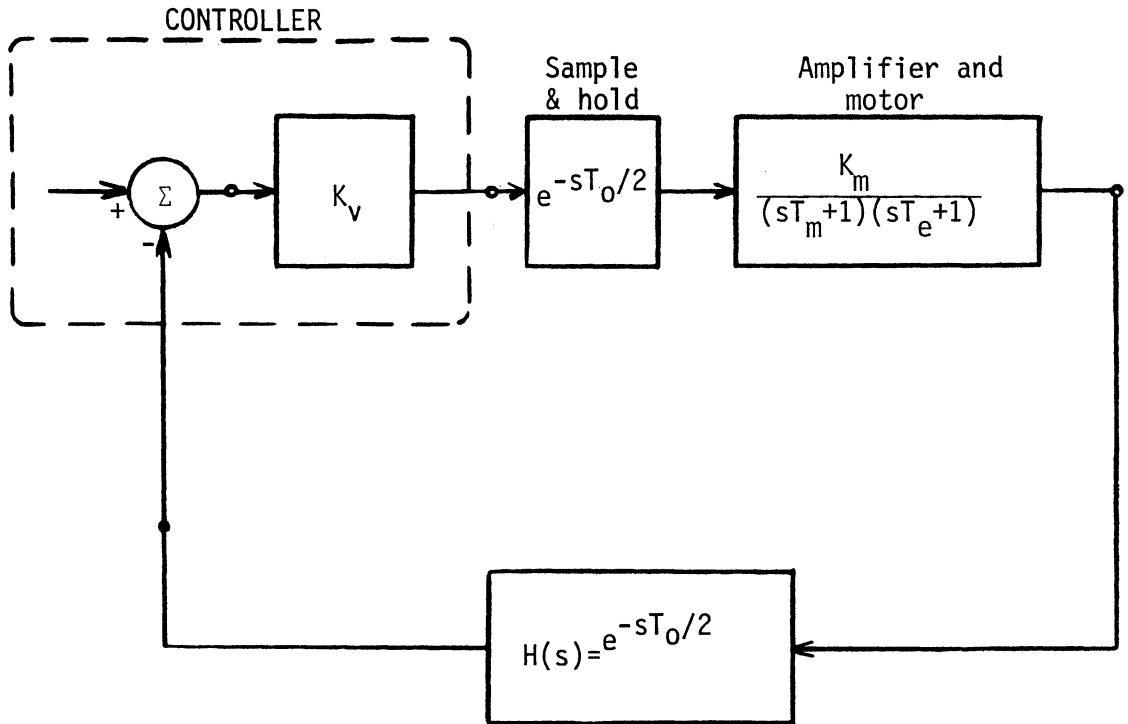 CONTROLLER
Sample
& hold
Amplifier and
motor
+
Σ
-
K_v
e^{-sT_o/2}
K_m
(sT_m+1)(sT_e+1)
H(s)=e^{-sT_o/2}